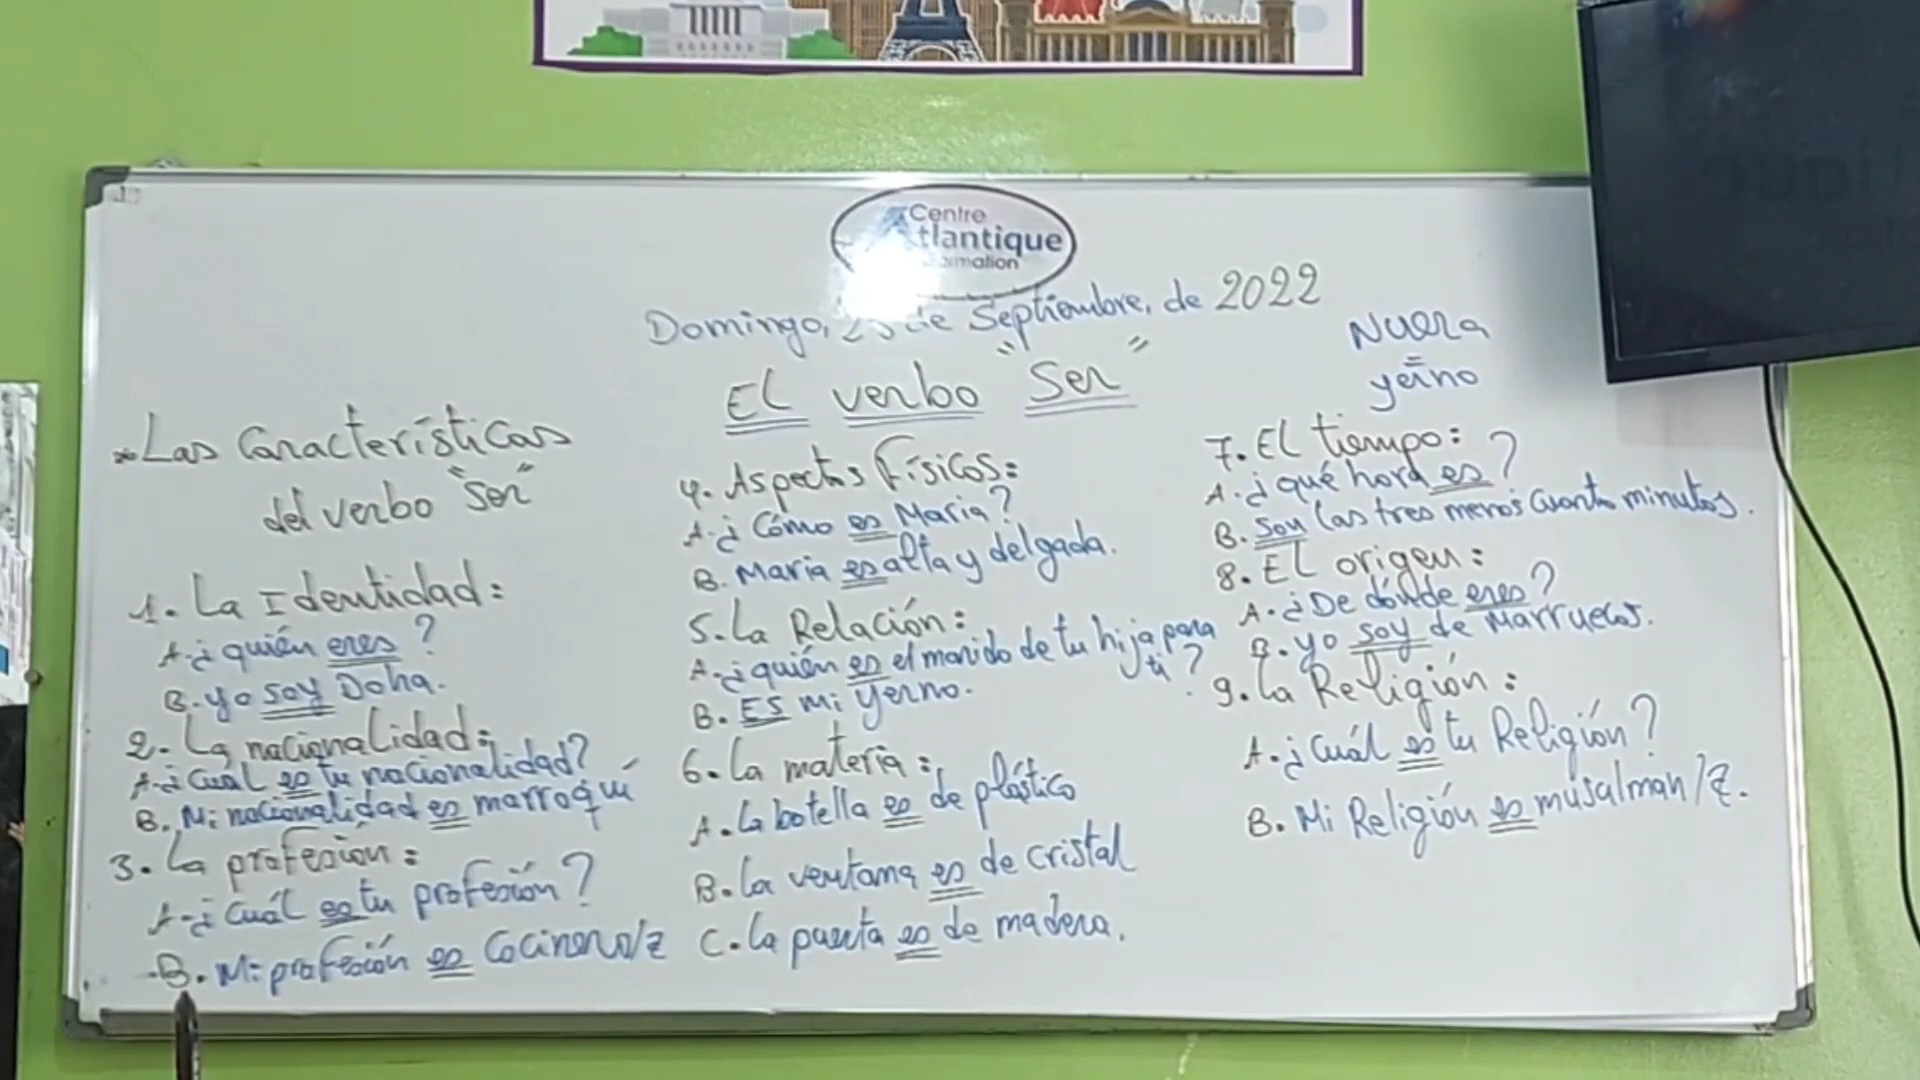 Centre
Atlantique
Formation
Domingo, 25 de Septiembre, de 2022
EL verbo "Ser"
Nuera
=
yerno
*Las Características
del verbo "Ser"
1. La Identidad:
A. ¿quién eres?
B. yo soy Doha.
2. La nacionalidad:
A. ¿Cual es tu nacionalidad?
B. Mi nacionalidad es marroquí
3. La profesión:
A. ¿Cuál es tu profesión?
B. Mi profesión es Cocinero/a
4. Aspectos Físicos:
A. ¿Cómo es Maria?
B. Maria es alta y delgada.
5. La Relación:
A. ¿quién es el marido de tu hija para
ti?
B. Es mi yerno.
6. La materia:
A. La botella es de plástico
B. La ventana es de cristal
C. La puerta es de madera.
7. El tiempo:
A. ¿qué hora es?
B. Son las tres menos cuarto minutos.
8. El origen:
A. ¿De dónde eres?
B. yo soy de Marruecos.
9. La Religión:
A. ¿Cuál es tu Religión?
B. Mi Religión es musulman/a.